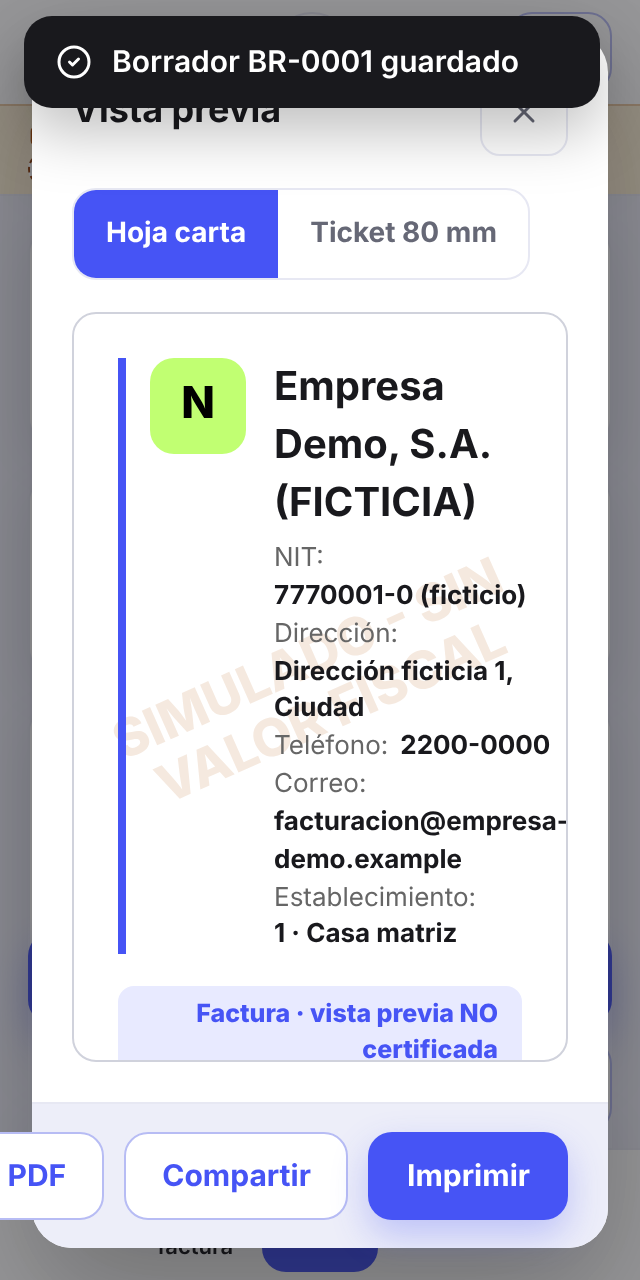 Borrador BR-0001 guardado
Vista previa
Hoja carta
Ticket 80 mm
N
Empresa
Demo, S.A.
(FICTICIA)
NIT:
7770001-0 (ficticio)
Dirección:
Dirección ficticia 1,
Ciudad
Teléfono: 2200-0000
Correo:
facturacion@empresa-
demo.example
Establecimiento:
1 · Casa matriz
SIMULADO - SIN
VALOR FISCAL
Factura · vista previa NO
certificada
PDF
Compartir
Imprimir
factura